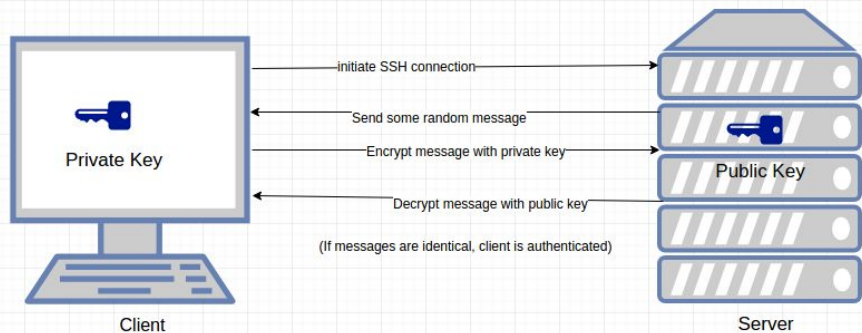 initiate SSH connection
Send some random message
Private Key
Encrypt message with private key
Public Key
Decrypt message with public key
(If messages are identical, client is authenticated)
Client
Server